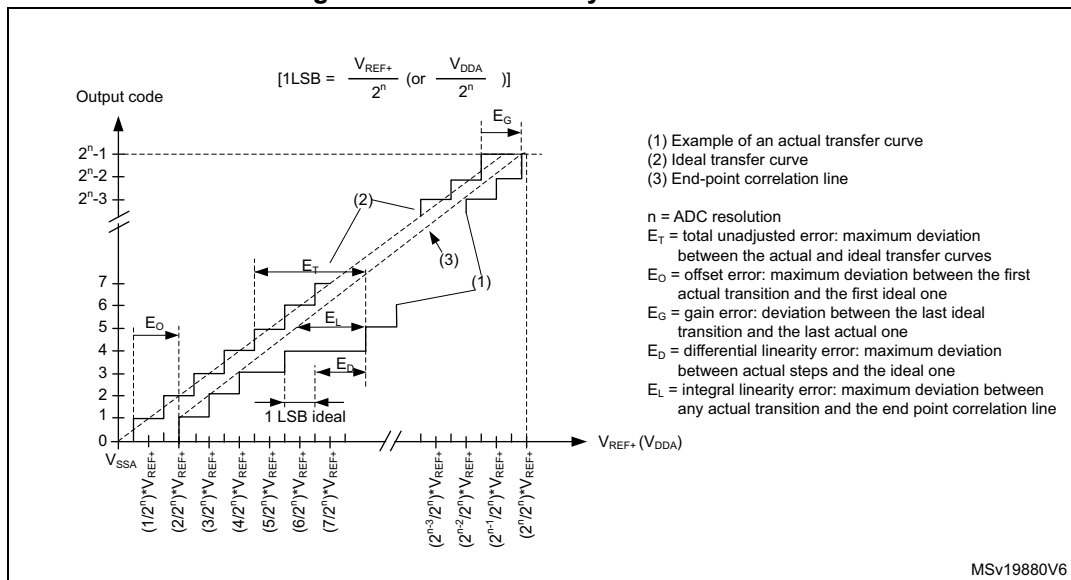 [1LSB = V_REF+ / 2^n (or V_DDA / 2^n )]
Output code
E_G
2^n-1
2^n-2
2^n-3
7
6
5
4
3
2
1
0
(2)
(3)
(1)
E_T
E_O
E_L
E_D
1 LSB ideal
V_SSA
V_REF+ (V_DDA)
(1/2^n)*V_REF+
(2/2^n)*V_REF+
(3/2^n)*V_REF+
(4/2^n)*V_REF+
(5/2^n)*V_REF+
(6/2^n)*V_REF+
(7/2^n)*V_REF+
(2^n-3/2^n)*V_REF+
(2^n-2/2^n)*V_REF+
(2^n-1/2^n)*V_REF+
(2^n/2^n)*V_REF+
(1) Example of an actual transfer curve
(2) Ideal transfer curve
(3) End-point correlation line
n = ADC resolution
E_T = total unadjusted error: maximum deviation
between the actual and ideal transfer curves
E_O = offset error: maximum deviation between the first
actual transition and the first ideal one
E_G = gain error: deviation between the last ideal
transition and the last actual one
E_D = differential linearity error: maximum deviation
between actual steps and the ideal one
E_L = integral linearity error: maximum deviation between
any actual transition and the end point correlation line
MSv19880V6